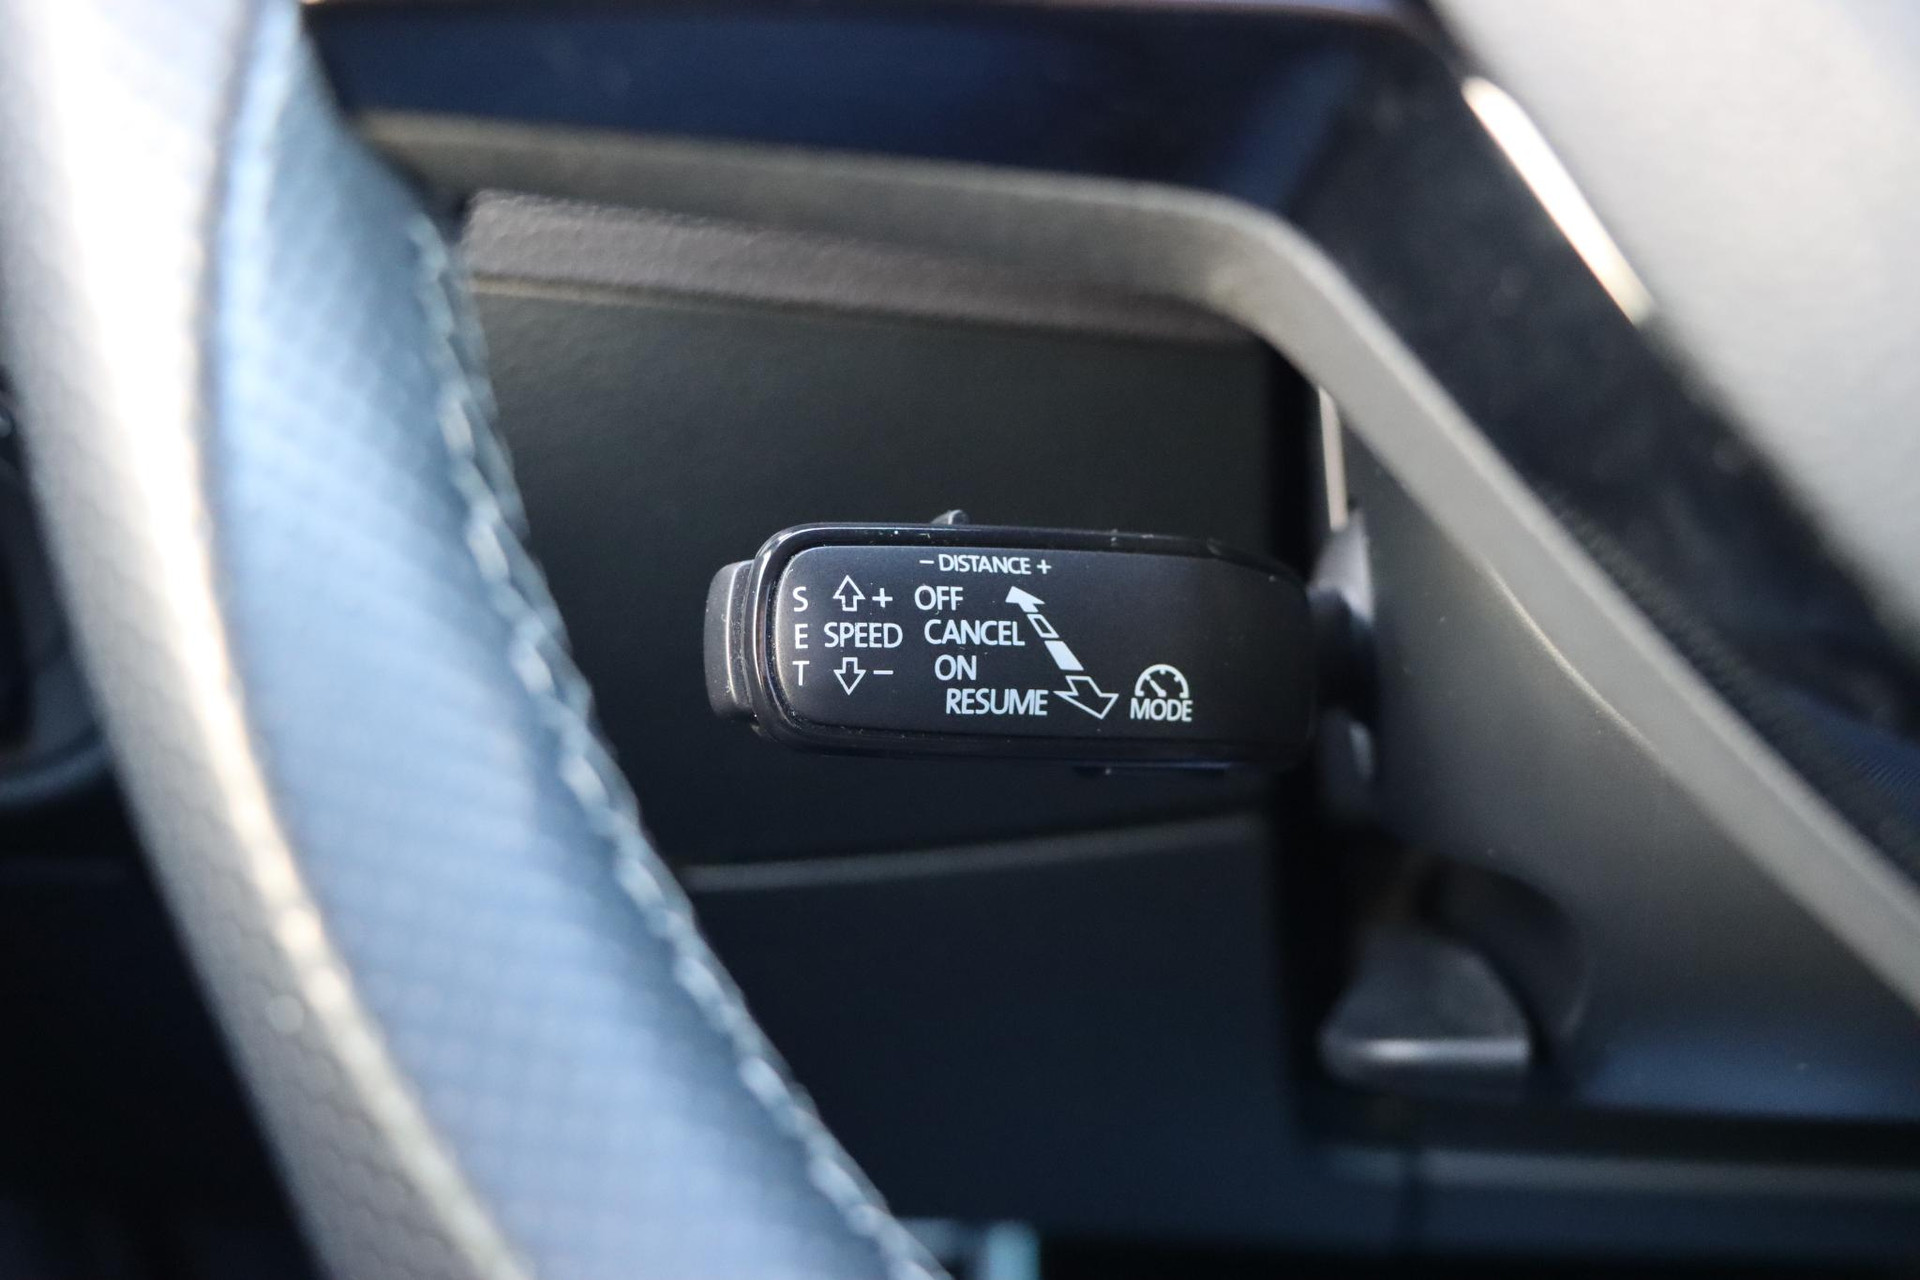 - DISTANCE +
S + OFF
E SPEED CANCEL
T - ON
RESUME
MODE